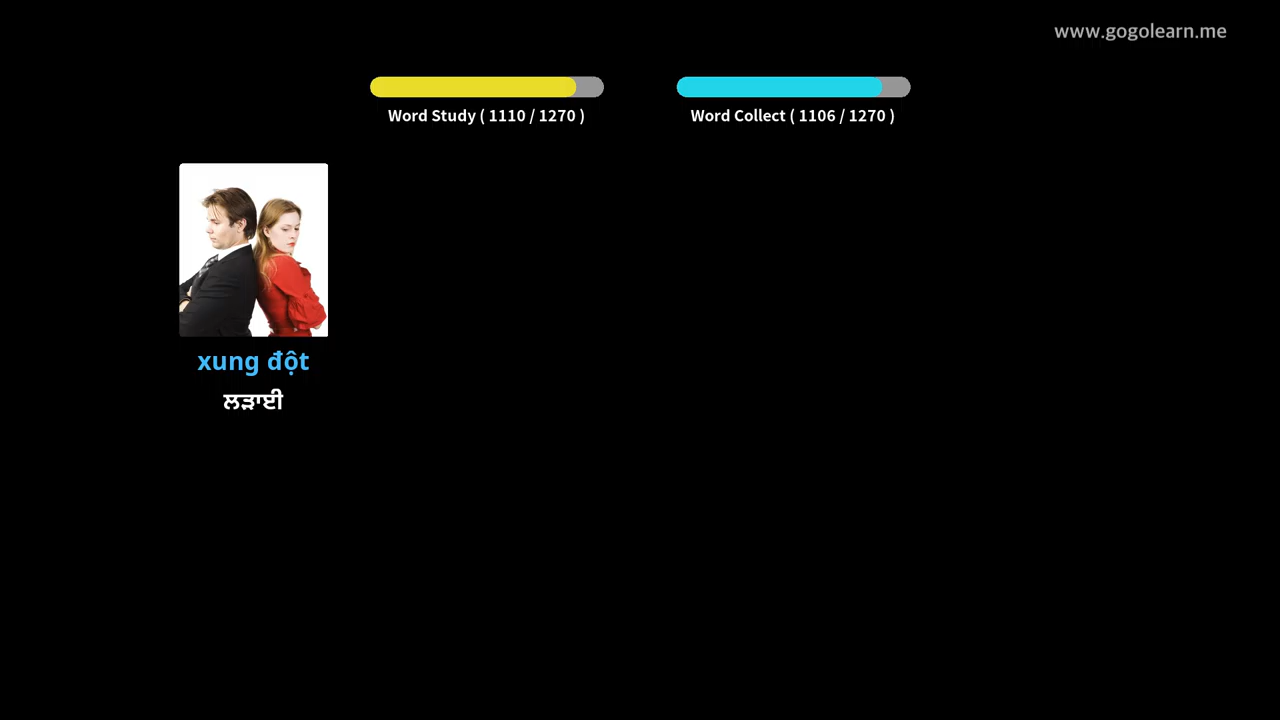 www.gogolearn.me
Word Study ( 1110 / 1270 )
Word Collect ( 1106 / 1270 )
xung đột
ਲੜਾਈ